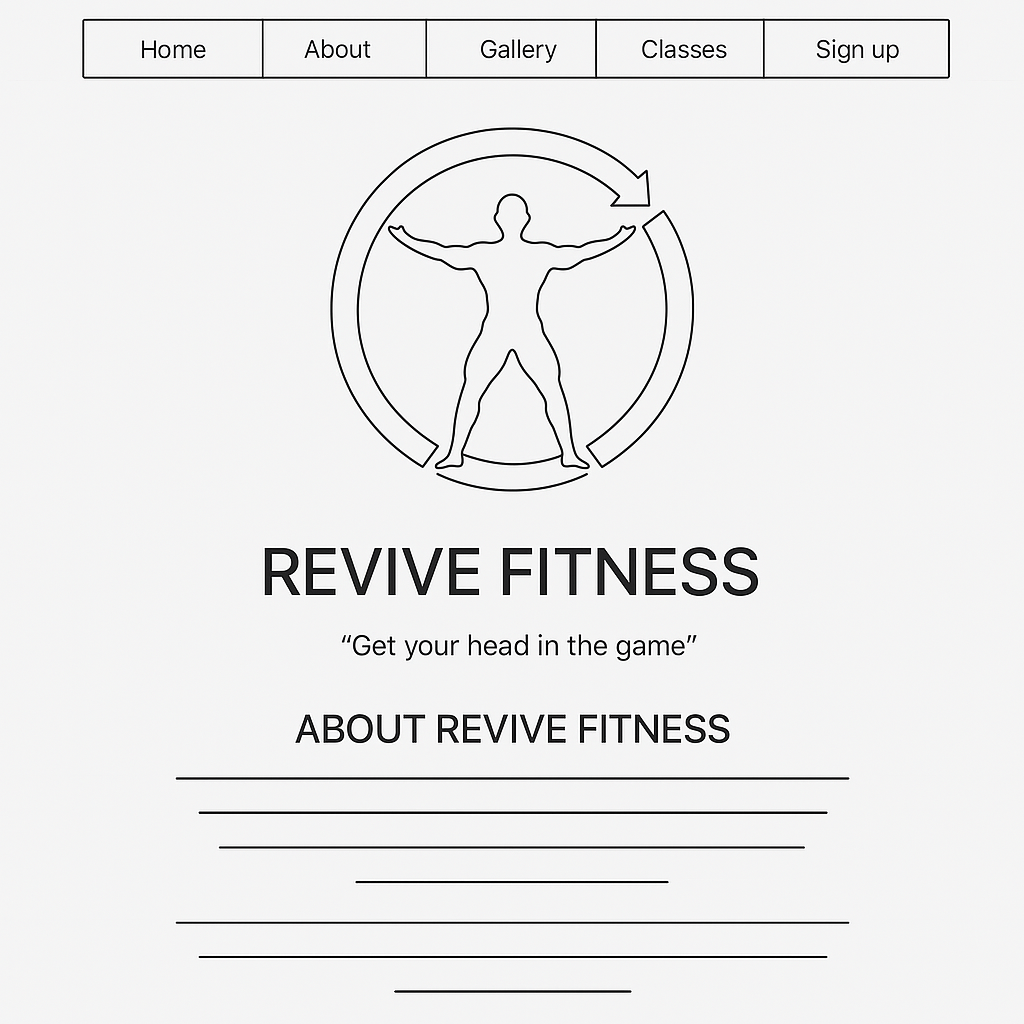 Home About Gallery Classes Sign up
REVIVE FITNESS
“Get your head in the game”
ABOUT REVIVE FITNESS